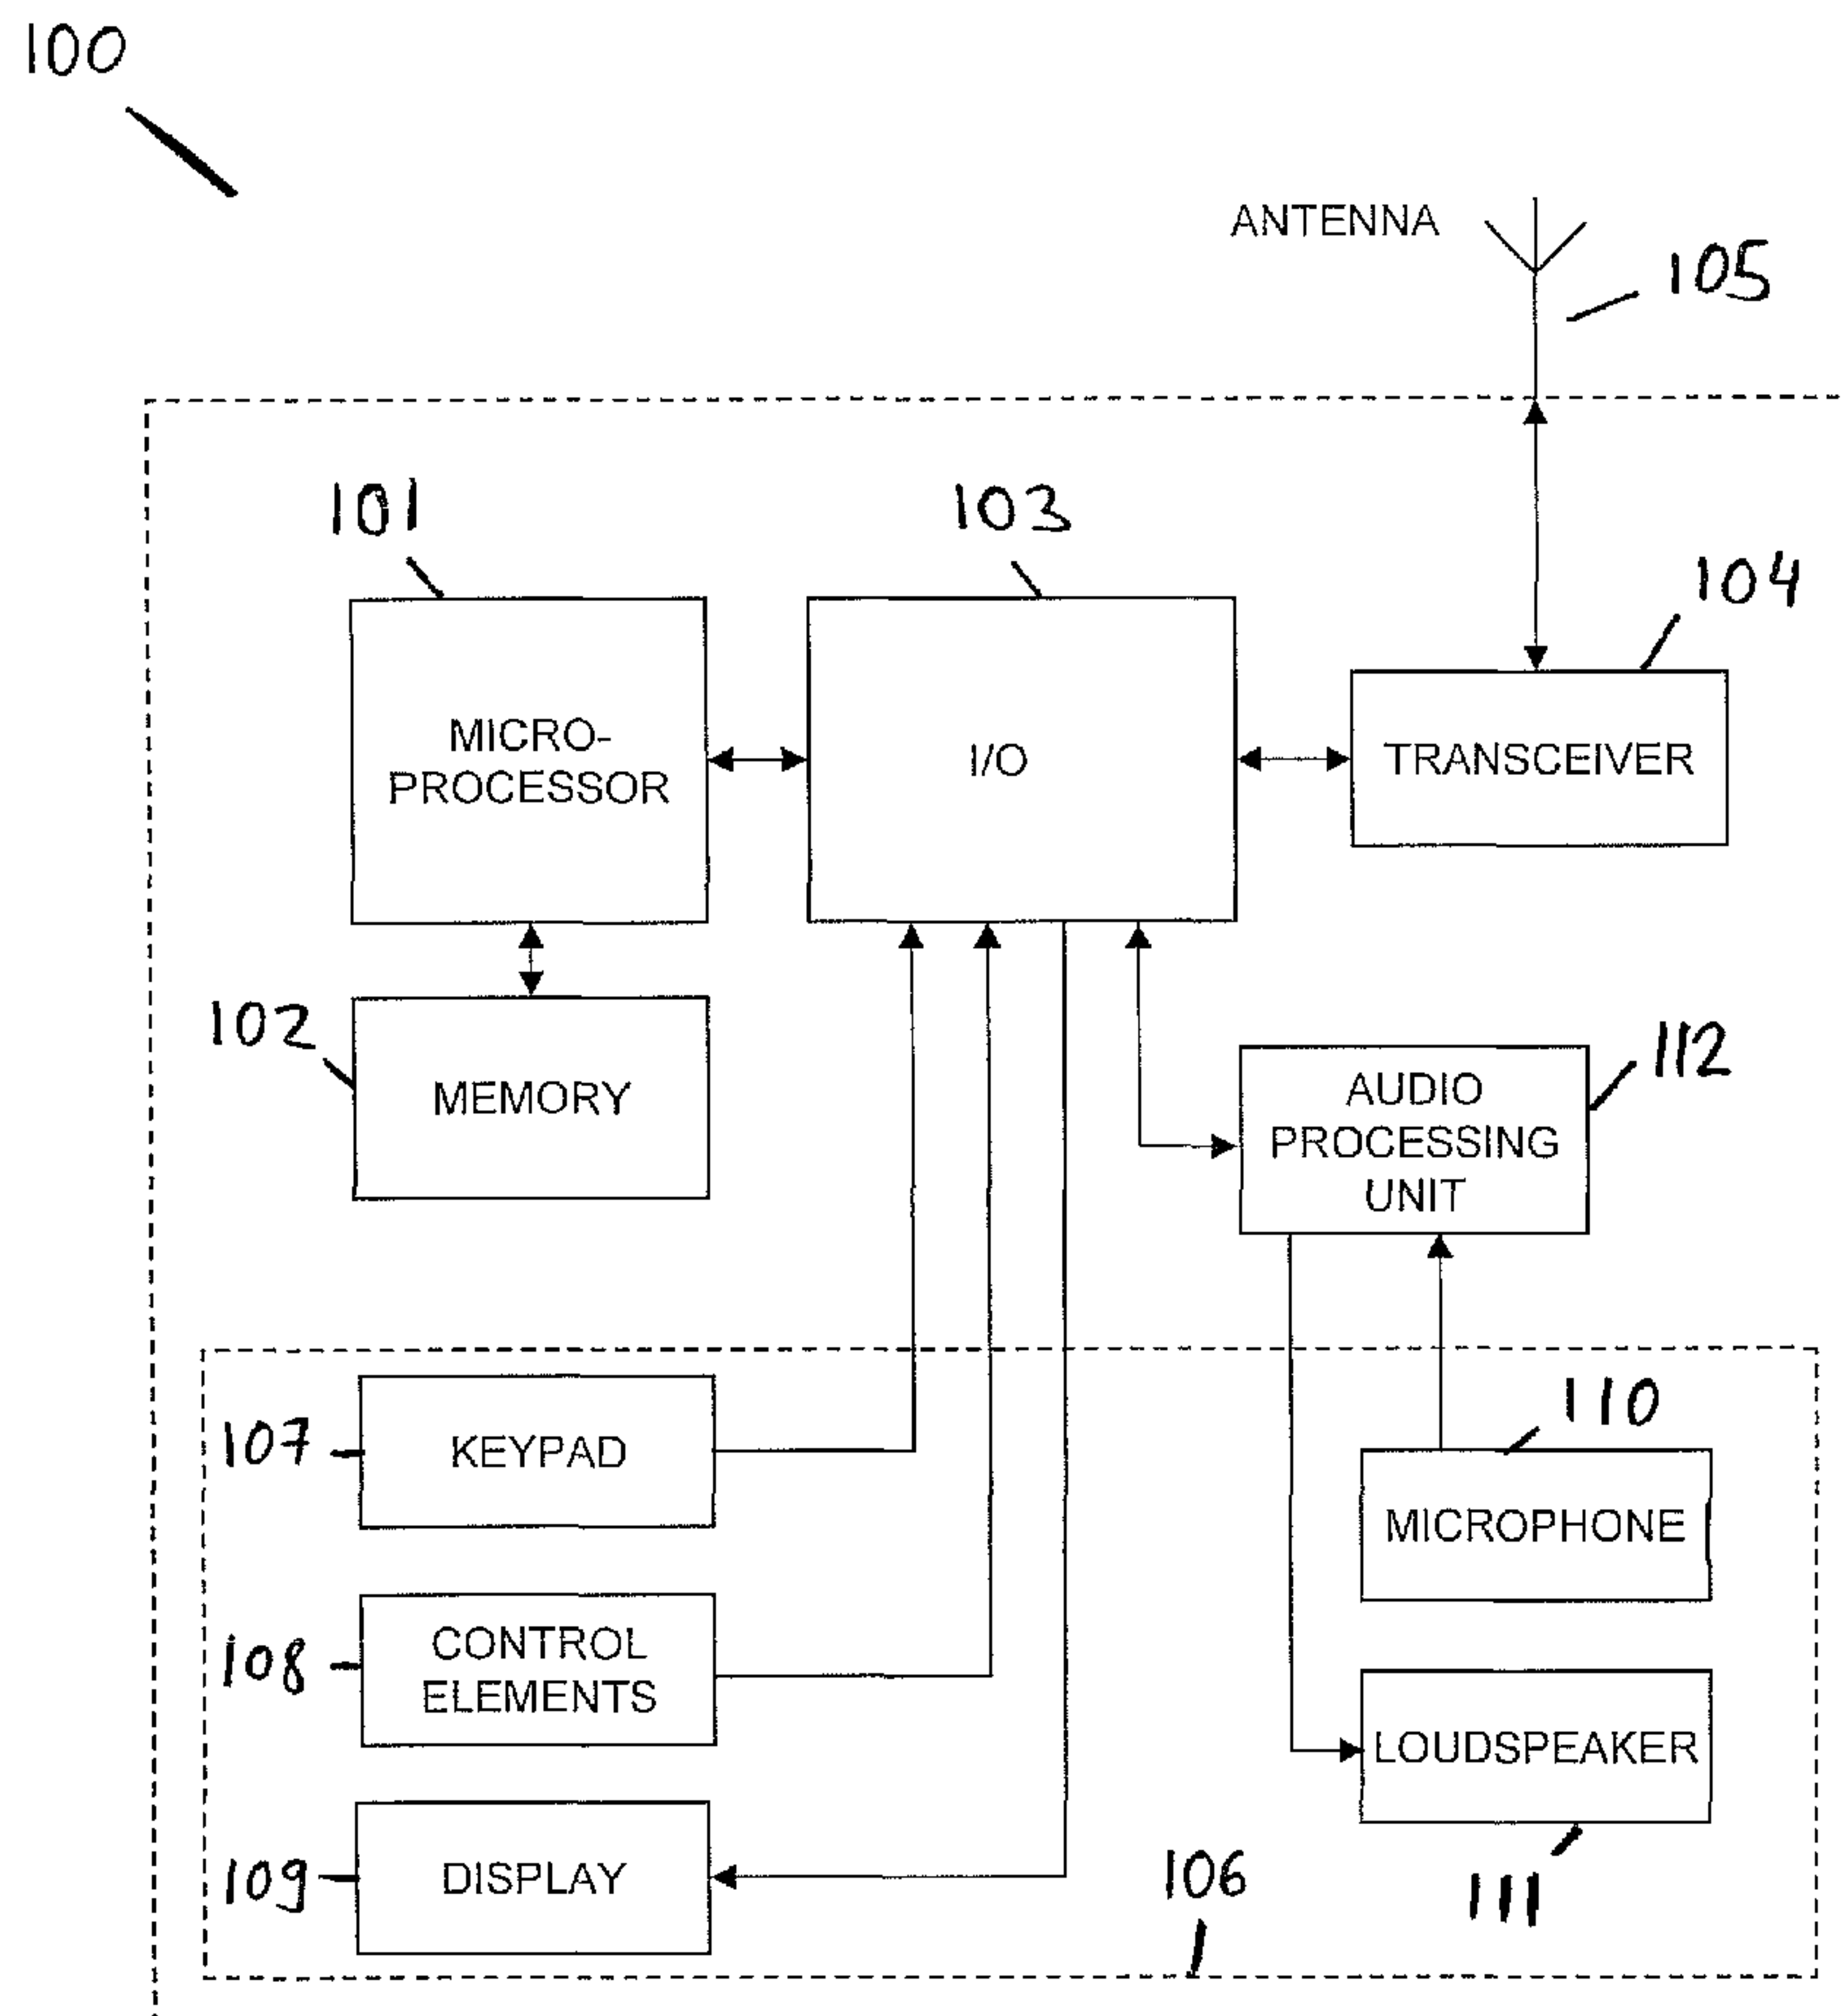 100
ANTENNA
105
101
103
104
MICRO-
PROCESSOR
I/O
TRANSCEIVER
102
MEMORY
112
AUDIO
PROCESSING
UNIT
107
KEYPAD
110
MICROPHONE
108
CONTROL
ELEMENTS
LOUDSPEAKER
109
DISPLAY
106
111